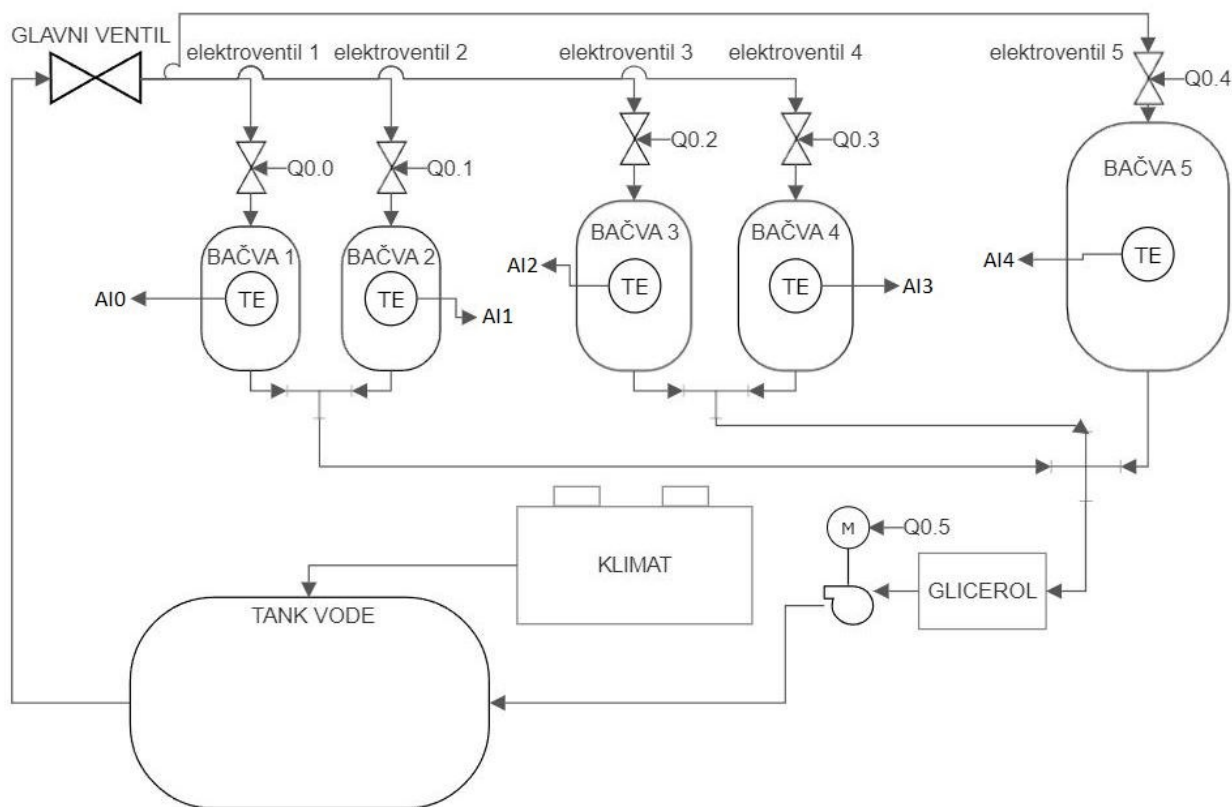 GLAVNI VENTIL
elektroventil 1
elektroventil 2
elektroventil 3
elektroventil 4
elektroventil 5
Q0.4
Q0.0
Q0.1
Q0.2
Q0.3
BAČVA 1
BAČVA 2
BAČVA 3
BAČVA 4
BAČVA 5
TE
TE
TE
TE
TE
AI0
AI1
AI2
AI3
AI4
KLIMAT
M
Q0.5
GLICEROL
TANK VODE